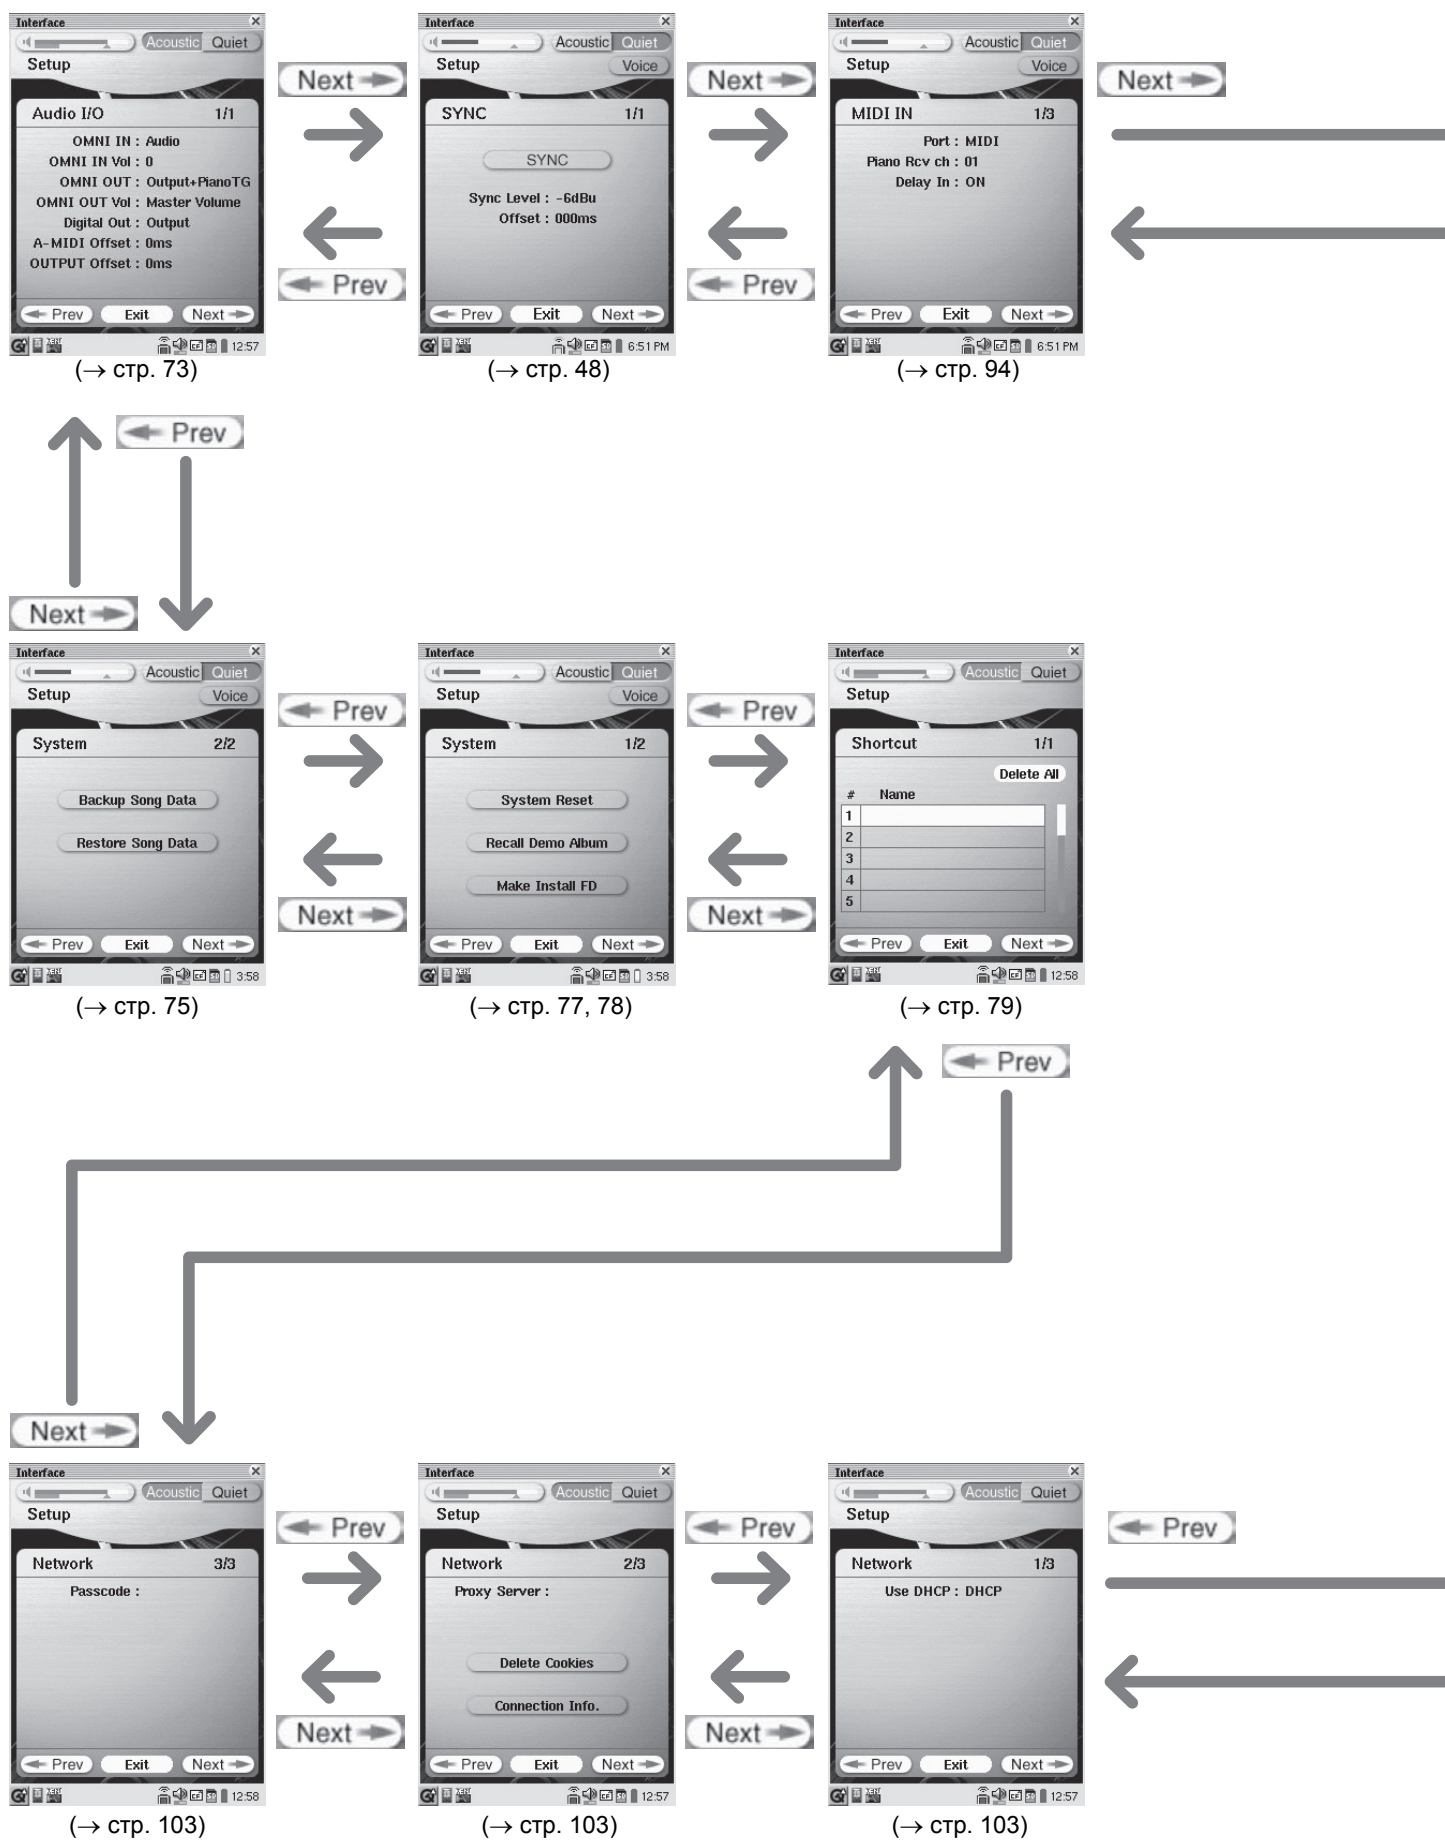 Interface
Acoustic Quiet
Setup
Audio I/O 1/1
OMNI IN : Audio
OMNI IN Vol : 0
OMNI OUT : Output+PianoTG
OMNI OUT Vol : Master Volume
Digital Out : Output
A-MIDI Offset : 0ms
OUTPUT Offset : 0ms
Prev Exit Next
12:57
(→ стр. 73)
Next
Prev
Interface
Acoustic Quiet
Setup Voice
SYNC 1/1
SYNC
Sync Level : -6dBu
Offset : 000ms
Prev Exit Next
6:51 PM
(→ стр. 48)
Next
Prev
Interface
Acoustic Quiet
Setup Voice
MIDI IN 1/3
Port : MIDI
Piano Rcv ch : 01
Delay In : ON
Prev Exit Next
6:51 PM
(→ стр. 94)
Next
Prev
Next
Interface
Acoustic Quiet
Setup Voice
System 2/2
Backup Song Data
Restore Song Data
Prev Exit Next
3:58
(→ стр. 75)
Prev
Next
Interface
Acoustic Quiet
Setup Voice
System 1/2
System Reset
Recall Demo Album
Make Install FD
Prev Exit Next
3:58
(→ стр. 77, 78)
Prev
Next
Interface
Acoustic Quiet
Setup
Shortcut 1/1
Delete All
# Name
1
2
3
4
5
Prev Exit Next
12:58
(→ стр. 79)
Prev
Next
Interface
Acoustic Quiet
Setup
Network 3/3
Passcode :
Prev Exit Next
12:58
(→ стр. 103)
Prev
Next
Interface
Acoustic Quiet
Setup
Network 2/3
Proxy Server :
Delete Cookies
Connection Info.
Prev Exit Next
12:57
(→ стр. 103)
Prev
Next
Interface
Acoustic Quiet
Setup
Network 1/3
Use DHCP : DHCP
Prev Exit Next
12:57
(→ стр. 103)
Prev